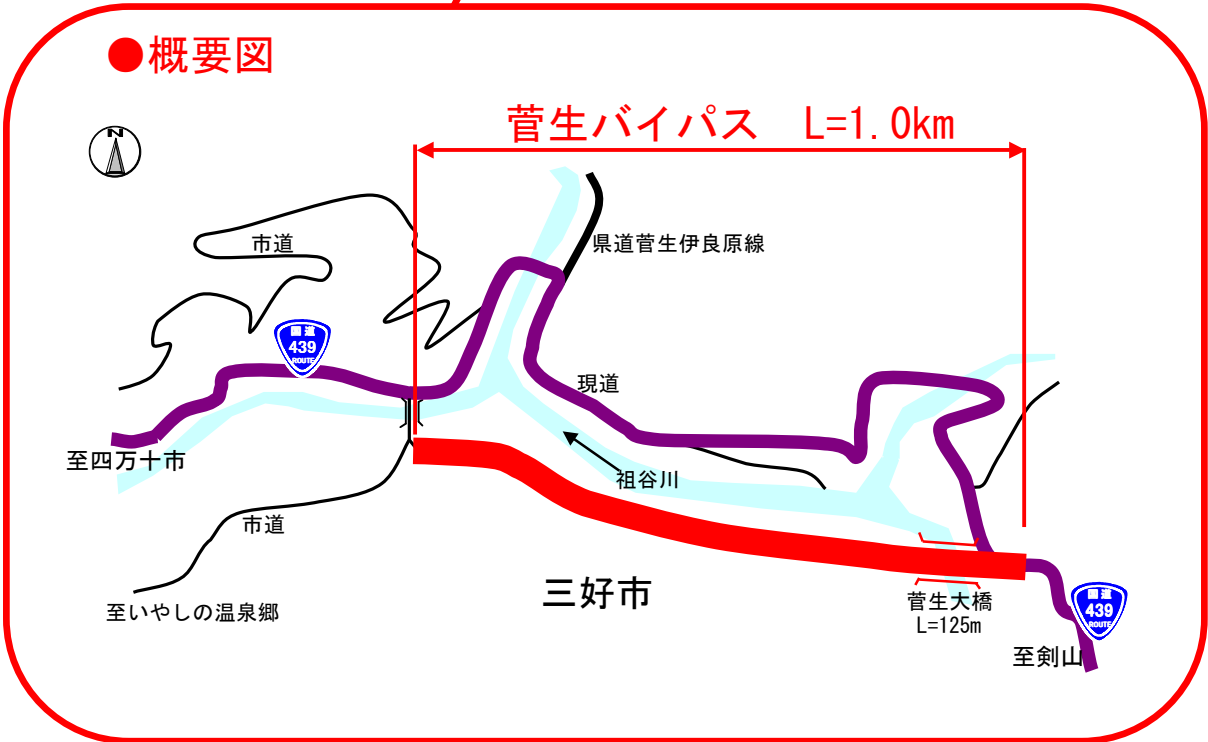 ●概要図
菅生バイパス L=1.0km
N
市道
県道菅生伊良原線
国道
439
ROUTE
現道
至四万十市
祖谷川
市道
三好市
至いやしの温泉郷
菅生大橋
L=125m
国道
439
ROUTE
至剣山